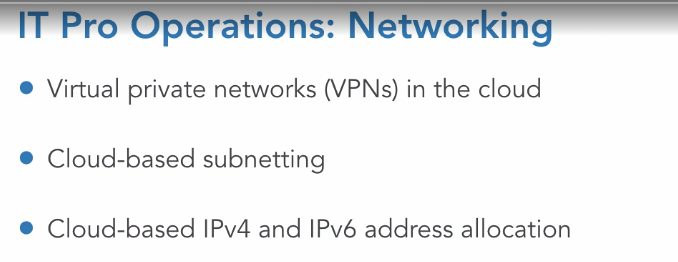 IT Pro Operations: Networking
Virtual private networks (VPNs) in the cloud
Cloud-based subnetting
Cloud-based IPv4 and IPv6 address allocation